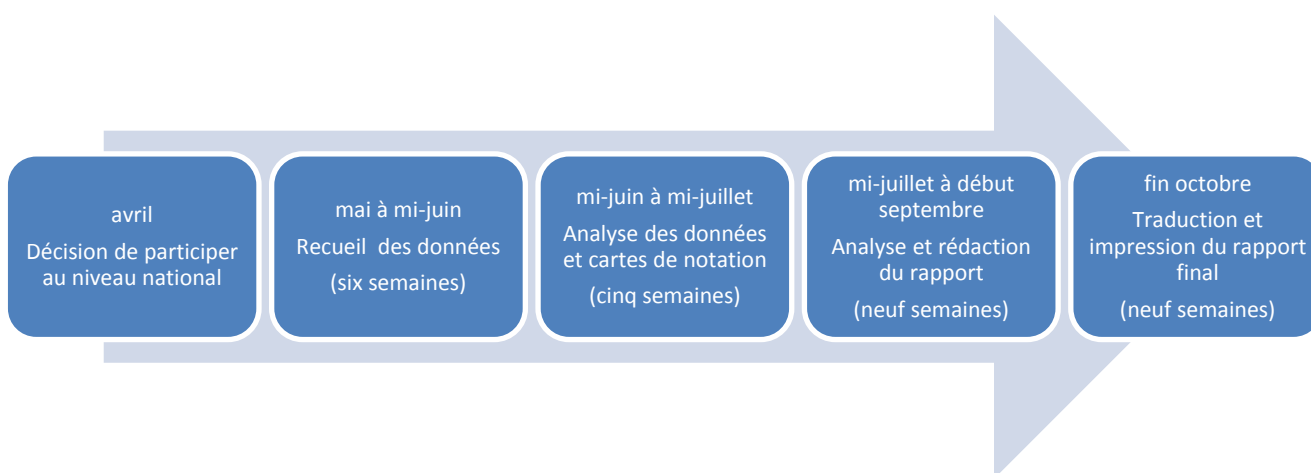 avril
Décision de participer
au niveau national
mai à mi-juin
Recueil des données
(six semaines)
mi-juin à mi-juillet
Analyse des données
et cartes de notation
(cinq semaines)
mi-juillet à début
septembre
Analyse et rédaction
du rapport
(neuf semaines)
fin octobre
Traduction et
impression du rapport
final
(neuf semaines)